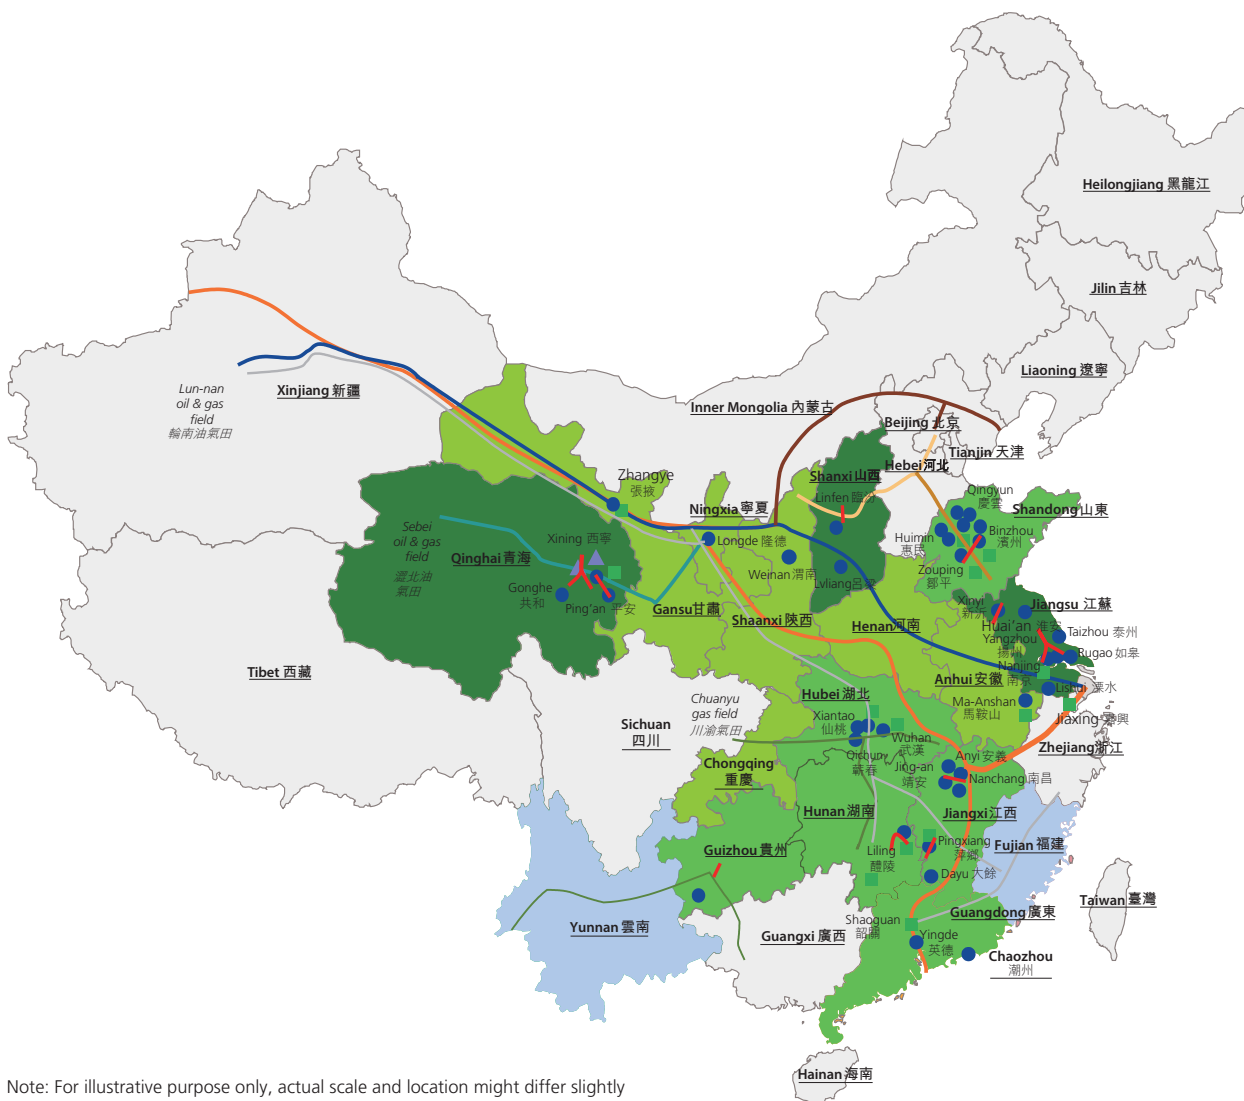 Heilongjiang 黑龍江
Jilin 吉林
Liaoning 遼寧
Lun-nan
oil & gas
field
輪南油氣田
Xinjiang 新疆
Inner Mongolia 內蒙古
Beijing 北京
Tianjin 天津
Hebei 河北
Zhangye
張掖
Shanxi 山西
Linfen 臨汾
Qingyun
慶雲
Shandong 山東
Ningxia 寧夏
Sebei
oil & gas
field
澀北油
氣田
Xining 西寧
Qinghai 青海
Longde 隆德
Huimin
惠民
Binzhou
濱州
Weinan 渭南
Lvliang 呂梁
Zouping
鄒平
Gonghe
共和
Ping'an 平安
Gansu 甘肅
Shaanxi 陝西
Henan 河南
Xinyi
新沂
Jiangsu 江蘇
Huai'an 淮安
Taizhou 泰州
Yangzhou
揚州
Rugao 如皋
Nanjing
南京
Tibet 西藏
Anhui 安徽
Lishui 溧水
Ma-Anshan
馬鞍山
Jiaxing 嘉興
Zhejiang 浙江
Chuanyu
gas field
川渝氣田
Hubei 湖北
Sichuan
四川
Xiantao
仙桃
Wuhan
武漢
Qichun
蘄春
Chongqing
重慶
Anyi 安義
Jing-an
靖安
Nanchang 南昌
Hunan 湖南
Jiangxi 江西
Guizhou 貴州
Liling
醴陵
Pingxiang
萍鄉
Fujian 福建
Dayu 大餘
Taiwan 臺灣
Yunnan 雲南
Guangxi 廣西
Shaoguan
韶關
Guangdong 廣東
Yingde
英德
Chaozhou
潮州
Hainan 海南
Note: For illustrative purpose only, actual scale and location might differ slightly